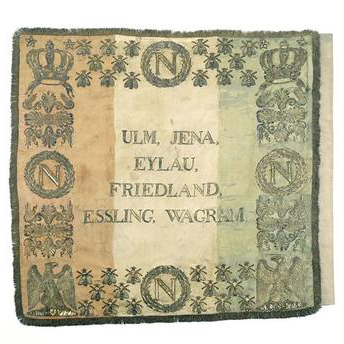 N
ULM, JENA,
EYLAU,
FRIEDLAND,
ESSLING, WAGRAM
N N
N